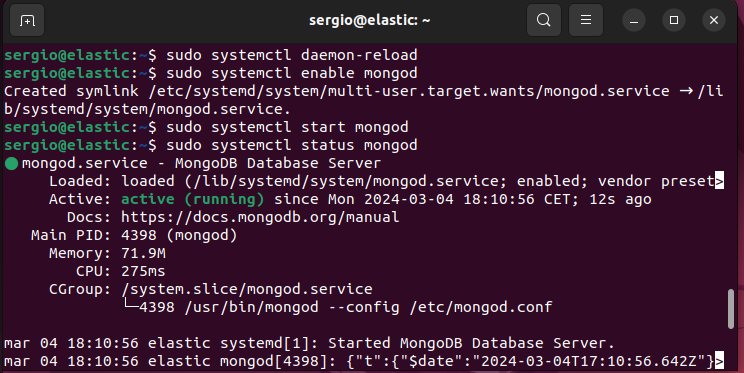 sergio@elastic: ~
sergio@elastic:~$ sudo systemctl daemon-reload
sergio@elastic:~$ sudo systemctl enable mongod
Created symlink /etc/systemd/system/multi-user.target.wants/mongod.service → /li
b/systemd/system/mongod.service.
sergio@elastic:~$ sudo systemctl start mongod
sergio@elastic:~$ sudo systemctl status mongod
● mongod.service - MongoDB Database Server
     Loaded: loaded (/lib/systemd/system/mongod.service; enabled; vendor preset>
     Active: active (running) since Mon 2024-03-04 18:10:56 CET; 12s ago
       Docs: https://docs.mongodb.org/manual
   Main PID: 4398 (mongod)
     Memory: 71.9M
        CPU: 275ms
     CGroup: /system.slice/mongod.service
             └─4398 /usr/bin/mongod --config /etc/mongod.conf
mar 04 18:10:56 elastic systemd[1]: Started MongoDB Database Server.
mar 04 18:10:56 elastic mongod[4398]: {"t":{"$date":"2024-03-04T17:10:56.642Z"}>